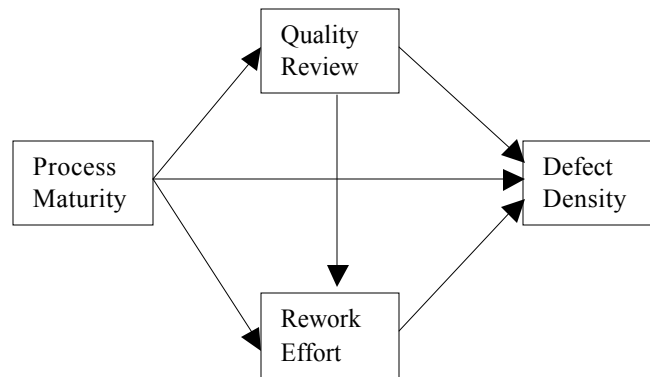 Quality
Review
Process
Maturity
Defect
Density
Rework
Effort